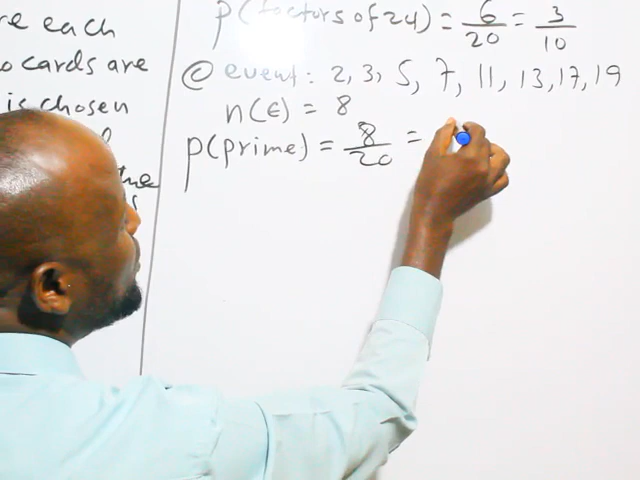 re each
o cards are
is chosen
P(factors of 24) = 6/20 = 3/10
ⓒ event: 2, 3, 5, 7, 11, 13, 17, 19
n(ε) = 8
p(prime) = 8/20 =